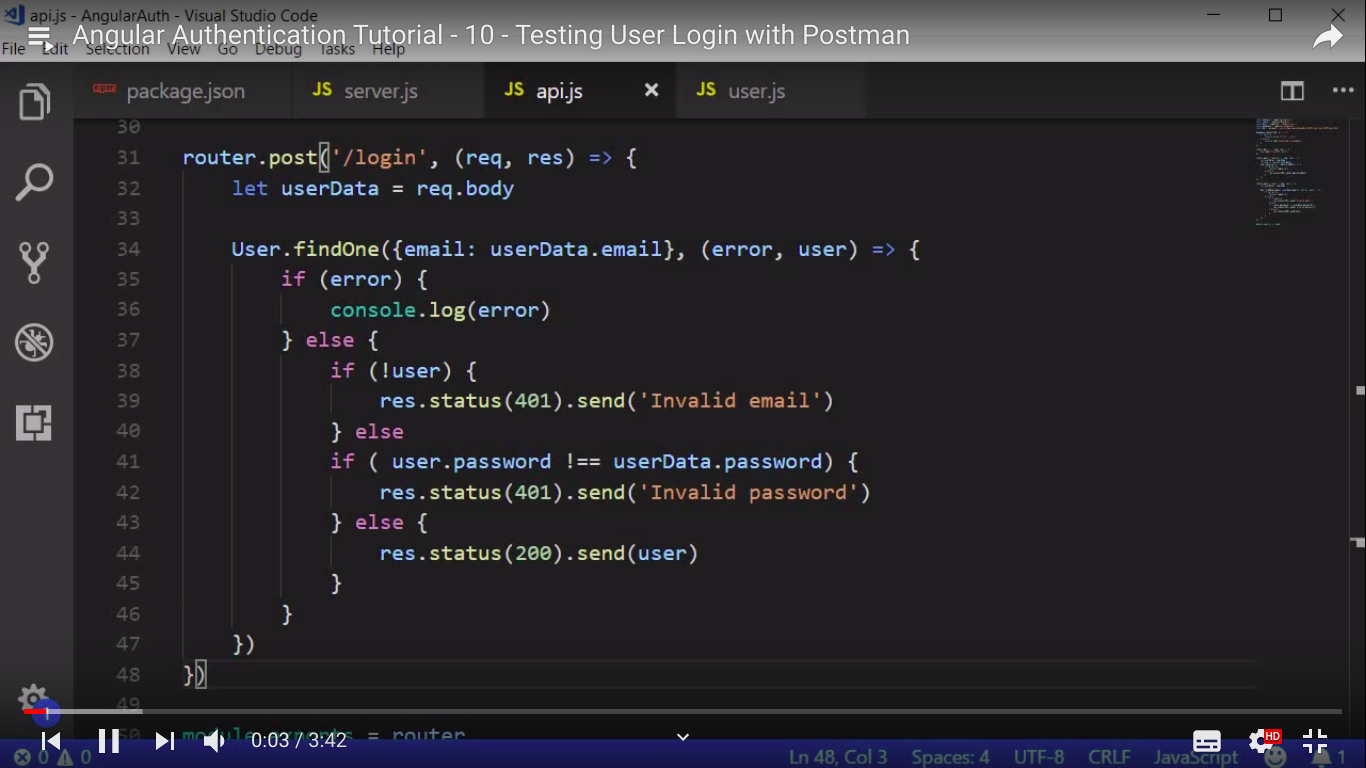 api.js - AngularAuth - Visual Studio Code
Angular Authentication Tutorial - 10 - Testing User Login with Postman
File Edit Selection View Go Debug Tasks Help
npm package.json JS server.js JS api.js JS user.js
30
31 router.post('/login', (req, res) => {
32 let userData = req.body
33
34 User.findOne({email: userData.email}, (error, user) => {
35 if (error) {
36 console.log(error)
37 } else {
38 if (!user) {
39 res.status(401).send('Invalid email')
40 } else
41 if ( user.password !== userData.password) {
42 res.status(401).send('Invalid password')
43 } else {
44 res.status(200).send(user)
45 }
46 }
47 })
48 })
49
50 module.exports = router
0:03 / 3:42 HD
0 0 Ln 48, Col 3 Spaces: 4 UTF-8 CRLF JavaScript 1